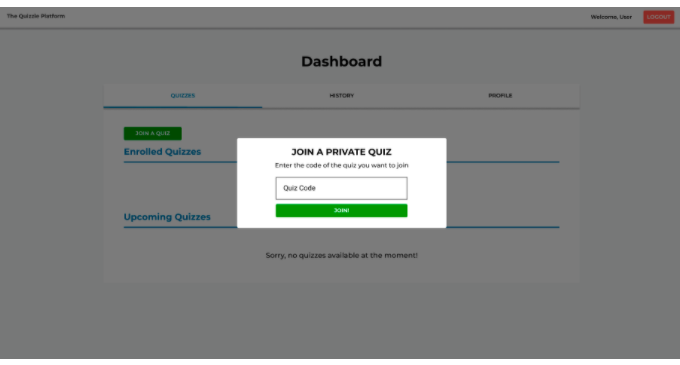 The Quizzie Platform
Welcome, User
LOGOUT
Dashboard
QUIZZES
HISTORY
PROFILE
JOIN A QUIZ
Enrolled Quizzes
JOIN A PRIVATE QUIZ
Enter the code of the quiz you want to join
Quiz Code
JOIN!
Upcoming Quizzes
Sorry, no quizzes available at the moment!